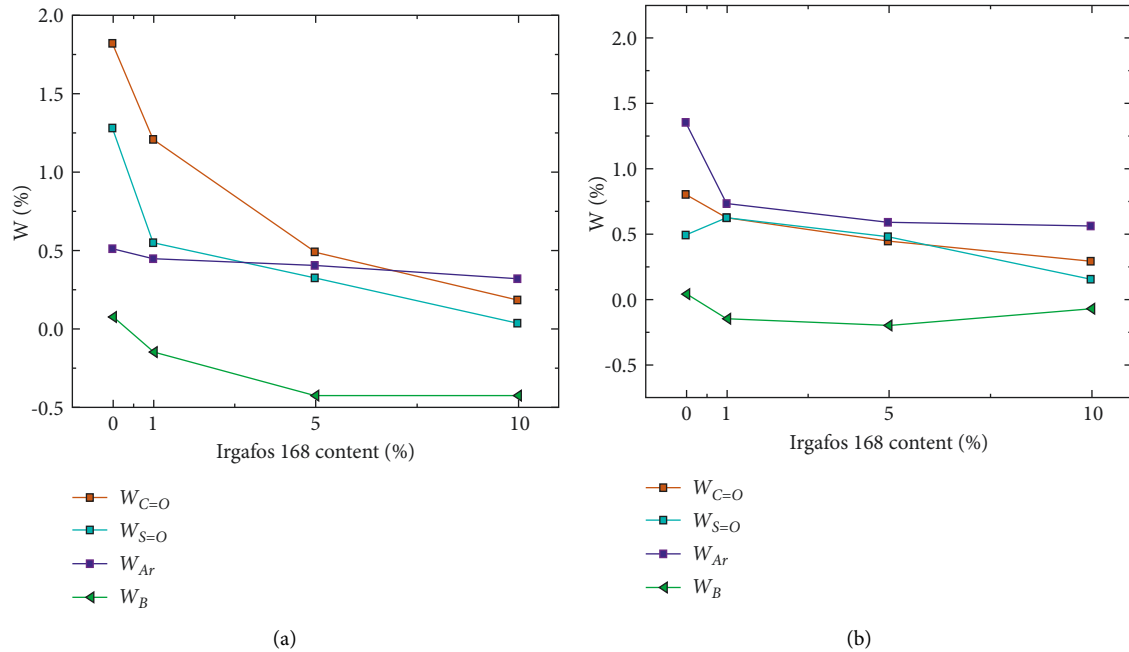 2.0
1.5
1.0
0.5
0.0
-0.5
W (%)
0 1 5 10
Irgafos 168 content (%)
W_{C=O}
W_{S=O}
W_{Ar}
W_B
(a)
2.0
1.5
1.0
0.5
0.0
-0.5
W (%)
0 1 5 10
Irgafos 168 content (%)
W_{C=O}
W_{S=O}
W_{Ar}
W_B
(b)